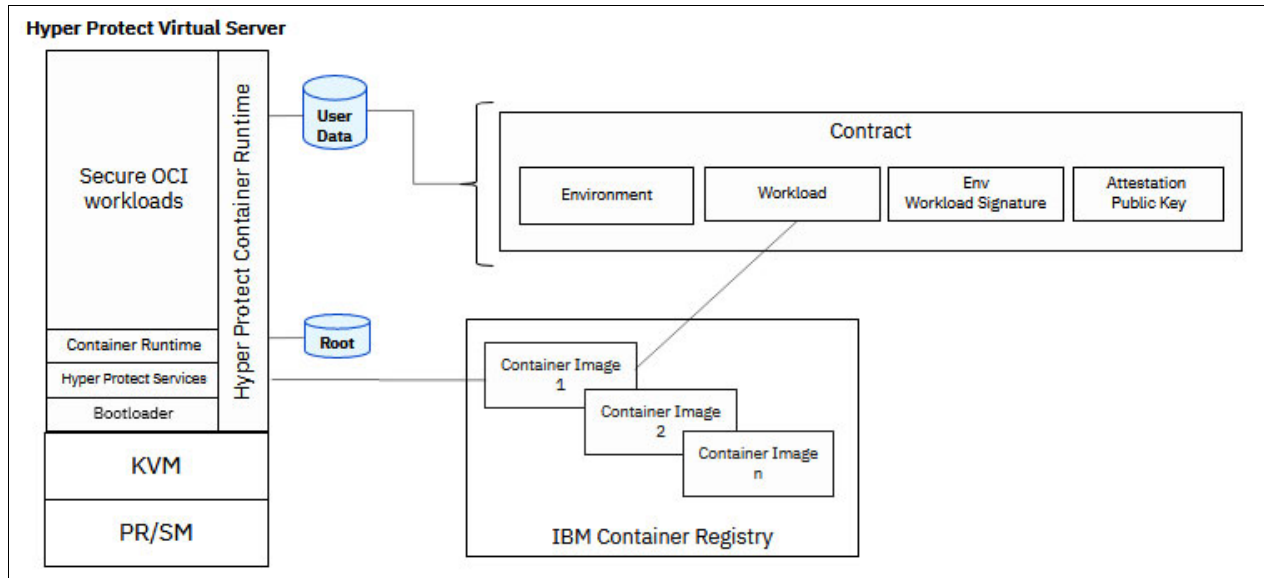 Hyper Protect Virtual Server
Secure OCI
workloads
Hyper Protect Container Runtime
Container Runtime
Hyper Protect Services
Bootloader
KVM
PR/SM
User
Data
Root
Contract
Environment
Workload
Env
Workload Signature
Attestation
Public Key
Container Image
1
Container Image
2
Container Image
n
IBM Container Registry